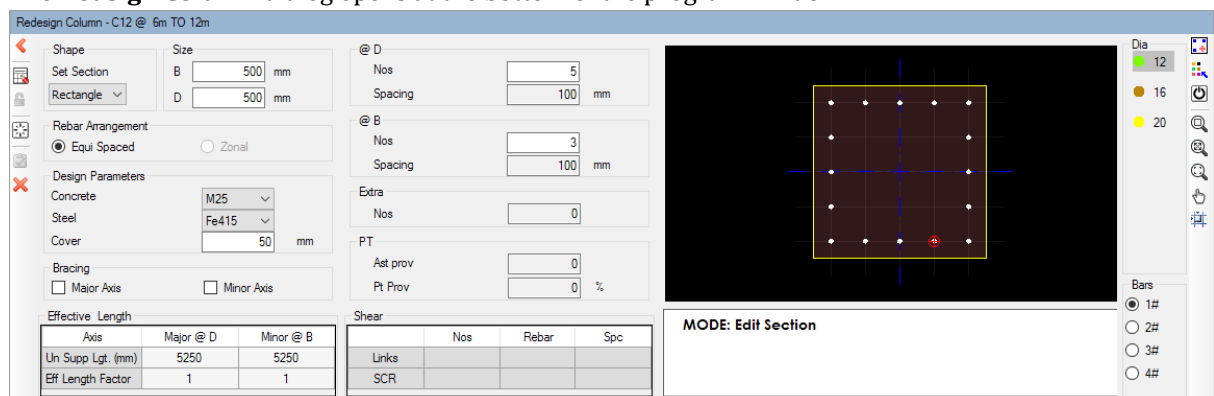 Redesign Column - C12 @ 6m TO 12m
Shape
Set Section
Rectangle
Size
B 500 mm
D 500 mm
Rebar Arrangement
Equi Spaced
Zonal
Design Parameters
Concrete M25
Steel Fe415
Cover 50 mm
Bracing
Major Axis
Minor Axis
Effective Length
Axis Major @ D Minor @ B
Un Supp Lgt. (mm) 5250 5250
Eff Length Factor 1 1
@ D
Nos 5
Spacing 100 mm
@ B
Nos 3
Spacing 100 mm
Extra
Nos 0
PT
Ast prov 0
Pt Prov 0 %
Shear
Nos Rebar Spc
Links
SCR
MODE: Edit Section
Dia
12
16
20
Bars
1#
2#
3#
4#